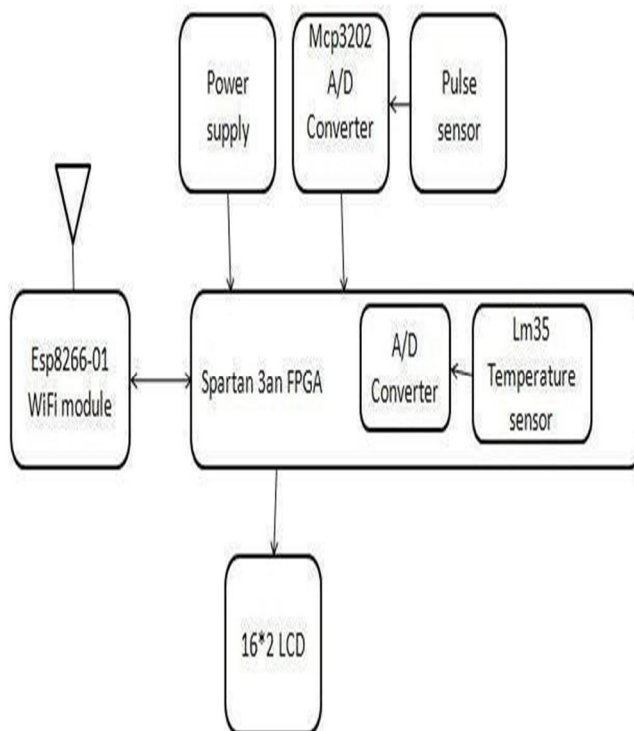 Power
supply
Mcp3202
A/D
Converter
Pulse
sensor
Esp8266-01
WiFi module
Spartan 3an FPGA
A/D
Converter
Lm35
Temperature
sensor
16*2 LCD